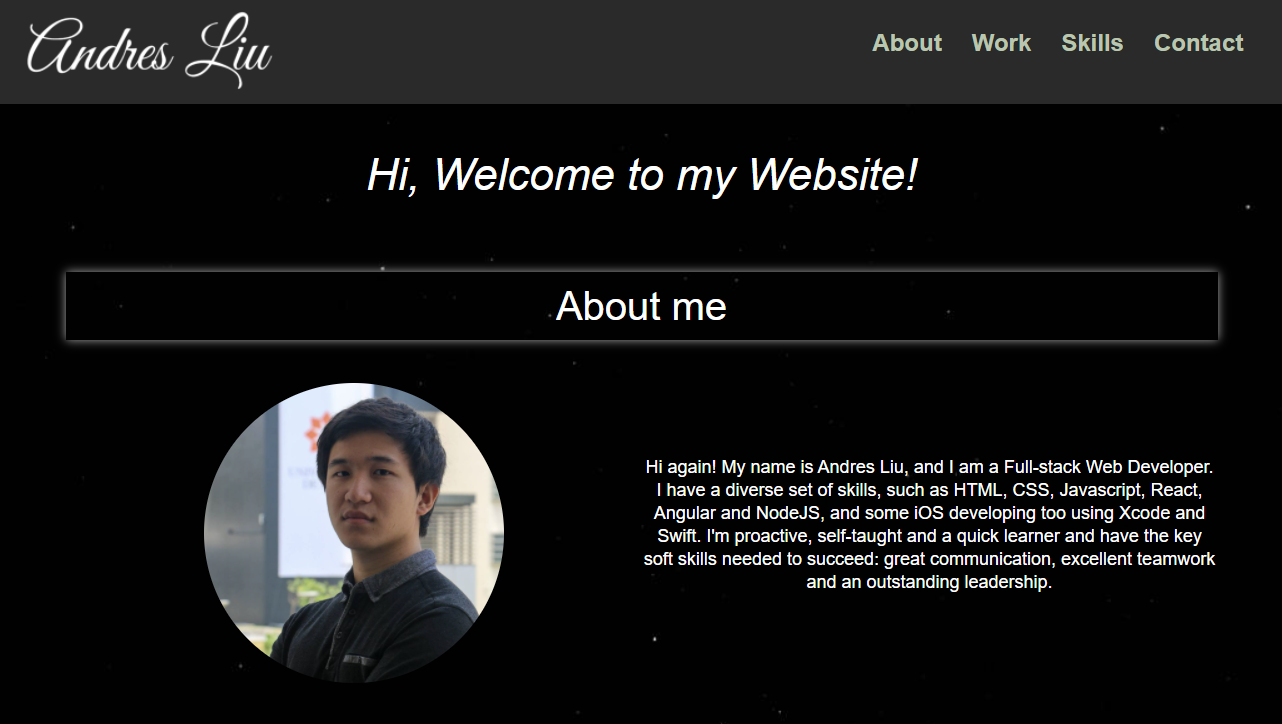 Andres Liu
About Work Skills Contact
Hi, Welcome to my Website!
About me
Hi again! My name is Andres Liu, and I am a Full-stack Web Developer.
I have a diverse set of skills, such as HTML, CSS, Javascript, React,
Angular and NodeJS, and some iOS developing too using Xcode and
Swift. I'm proactive, self-taught and a quick learner and have the key
soft skills needed to succeed: great communication, excellent teamwork
and an outstanding leadership.